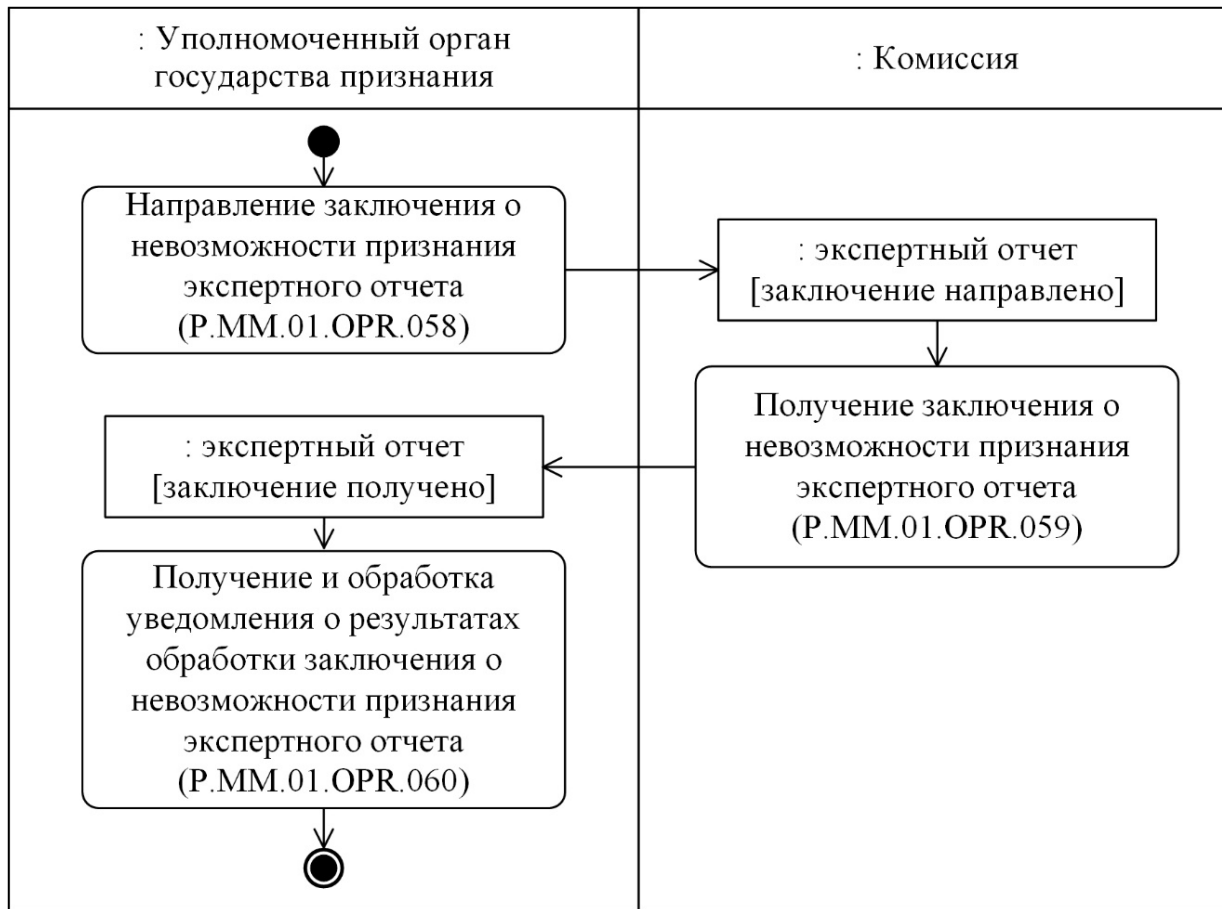 : Уполномоченный орган
государства признания
: Комиссия
Направление заключения о
невозможности признания
экспертного отчета
(P.MM.01.OPR.058)
: экспертный отчет
[заключение направлено]
Получение заключения о
невозможности признания
экспертного отчета
(P.MM.01.OPR.059)
: экспертный отчет
[заключение получено]
Получение и обработка
уведомления о результатах
обработки заключения о
невозможности признания
экспертного отчета
(P.MM.01.OPR.060)